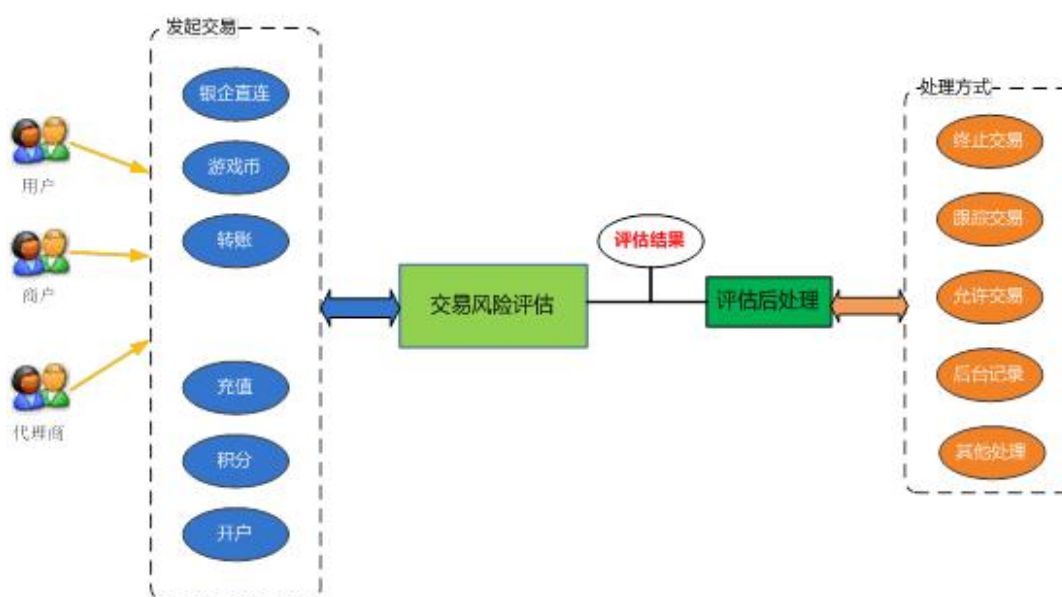 发起交易
银企直连
游戏币
转账
充值
积分
开户
用户
商户
代理商
交易风险评估
评估结果
评估后处理
处理方式
终止交易
跟踪交易
允许交易
后台记录
其他处理